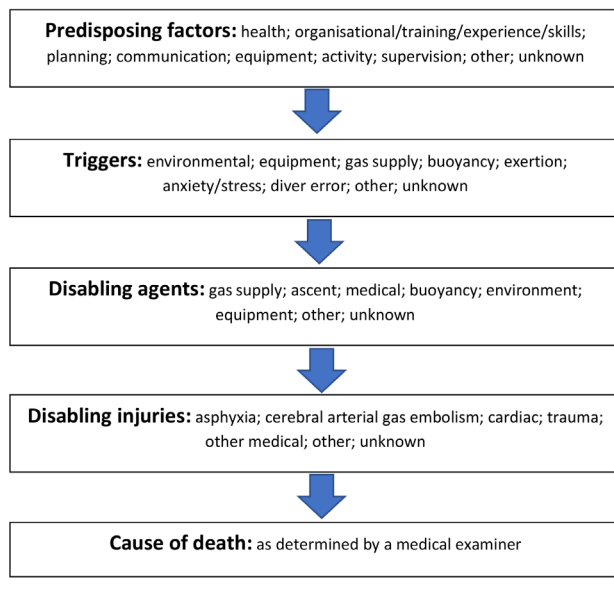 Predisposing factors: health; organisational/training/experience/skills;
planning; communication; equipment; activity; supervision; other; unknown
Triggers: environmental; equipment; gas supply; buoyancy; exertion;
anxiety/stress; diver error; other; unknown
Disabling agents: gas supply; ascent; medical; buoyancy; environment;
equipment; other; unknown
Disabling injuries: asphyxia; cerebral arterial gas embolism; cardiac; trauma;
other medical; other; unknown
Cause of death: as determined by a medical examiner